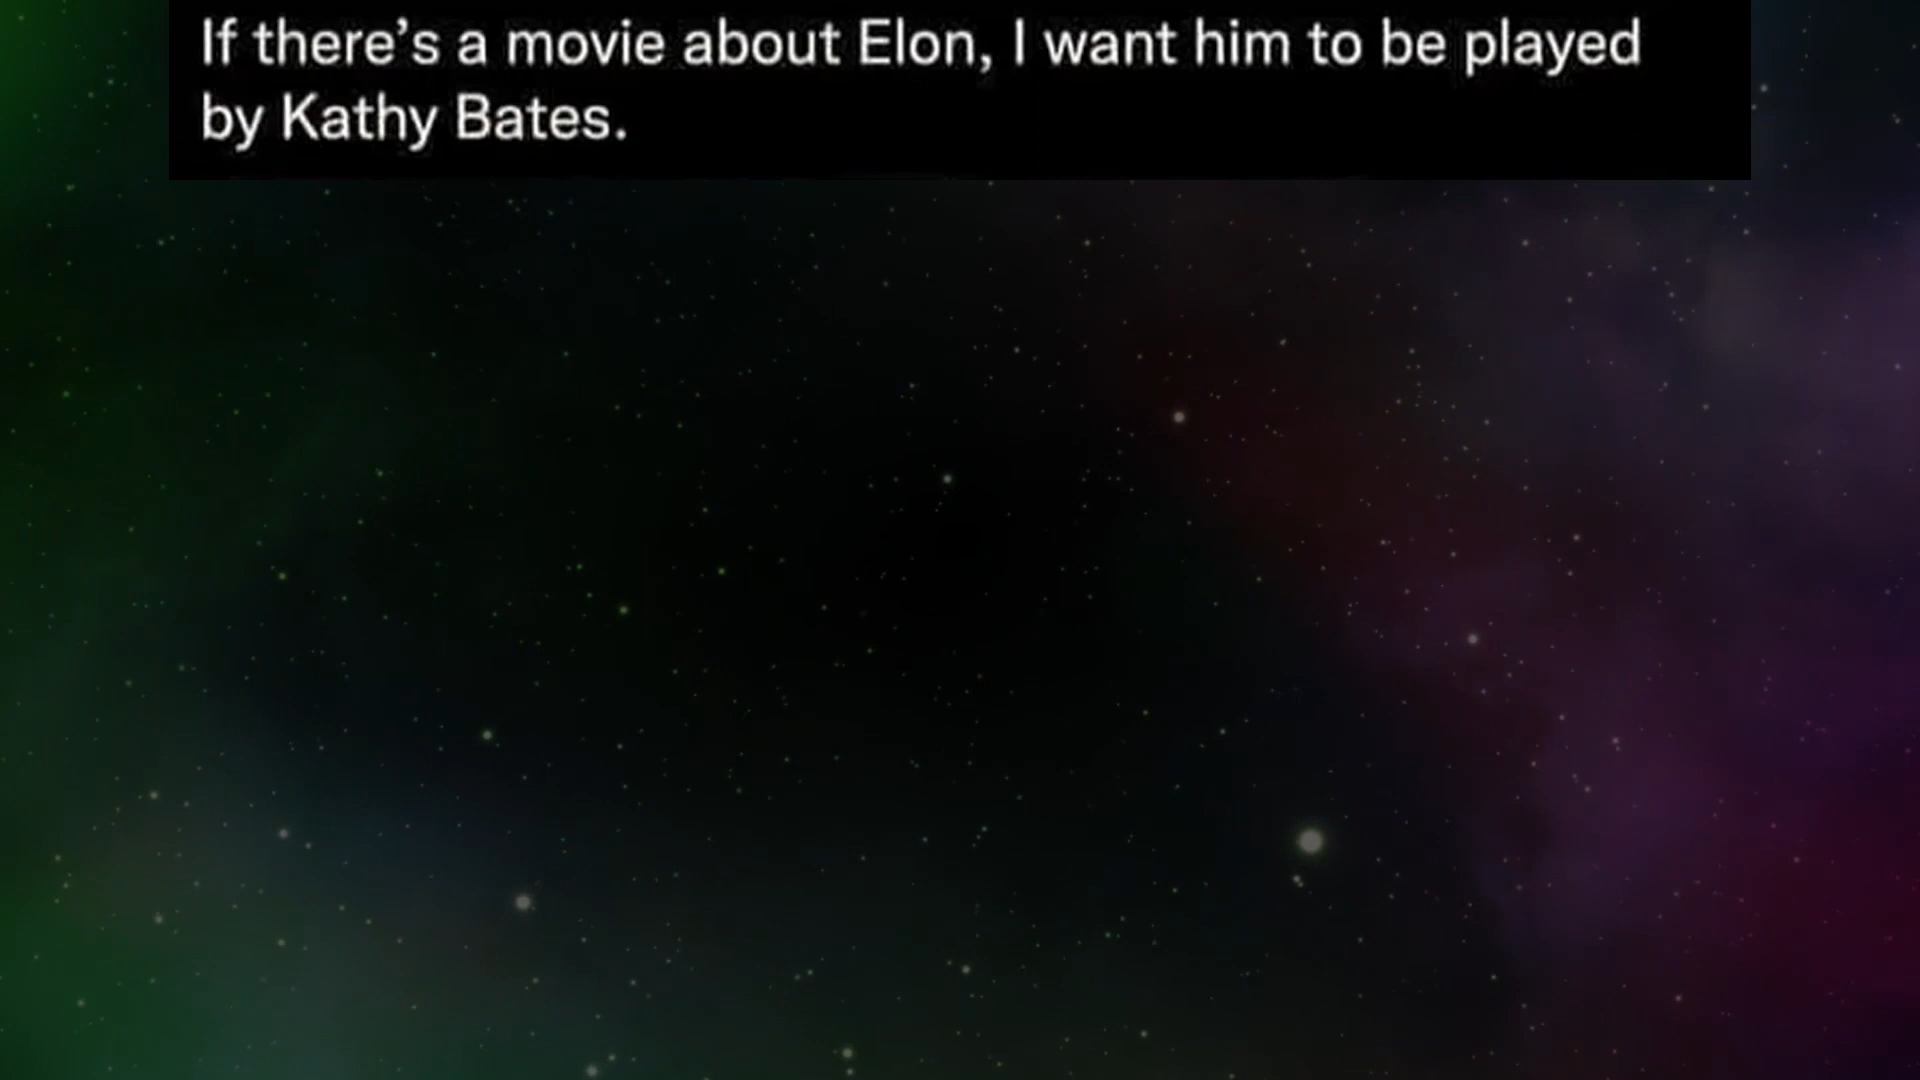 If there’s a movie about Elon, I want him to be played
by Kathy Bates.